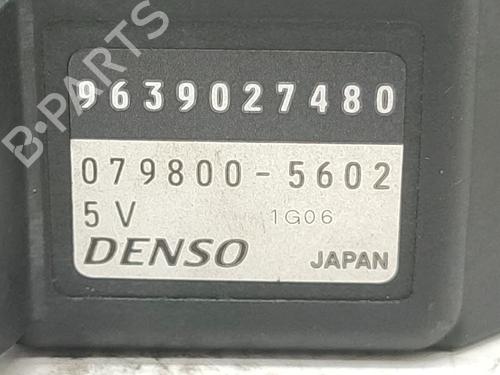 9639027480
079800-5602
5 V 1G06
DENSO JAPAN
B-PARTS